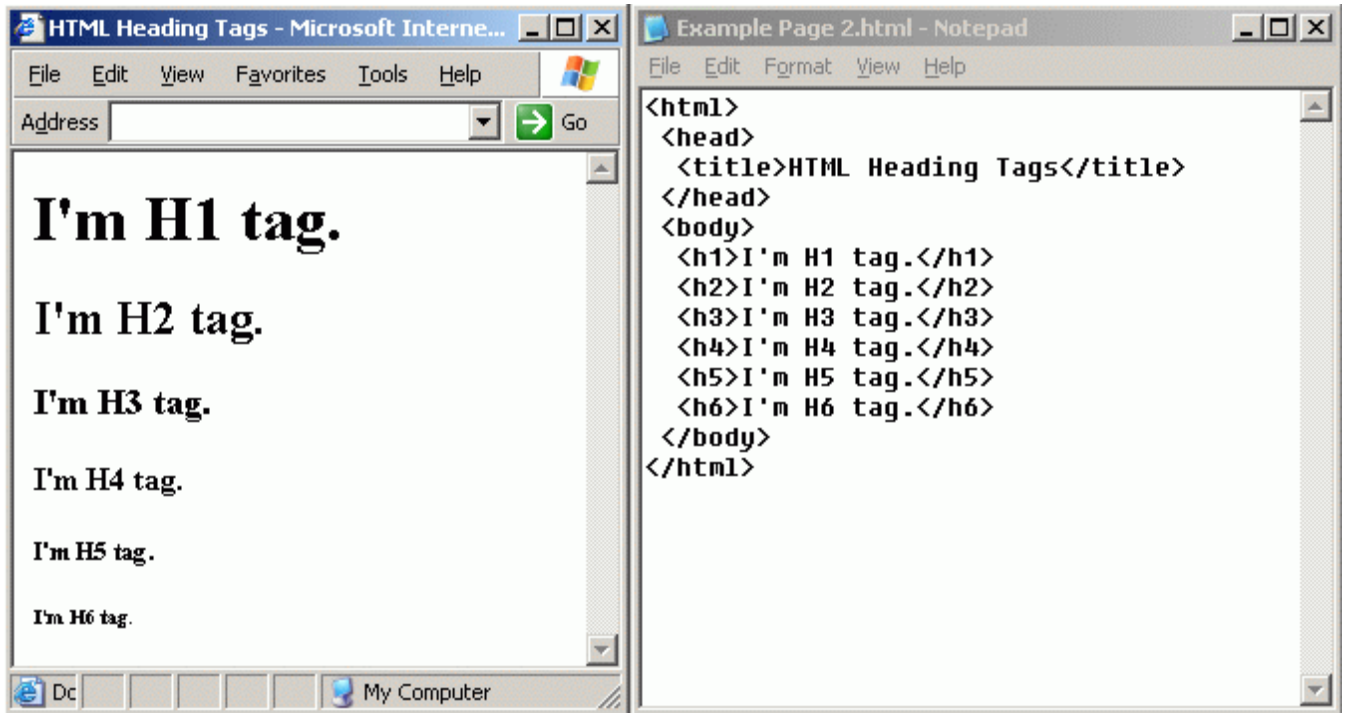 HTML Heading Tags - Microsoft Interne...
File Edit View Favorites Tools Help
Address Go
I'm H1 tag.
I'm H2 tag.
I'm H3 tag.
I'm H4 tag.
I'm H5 tag.
I'm H6 tag.
Dc My Computer
Example Page 2.html - Notepad
File Edit Format View Help
<html>
<head>
<title>HTML Heading Tags</title>
</head>
<body>
<h1>I'm H1 tag.</h1>
<h2>I'm H2 tag.</h2>
<h3>I'm H3 tag.</h3>
<h4>I'm H4 tag.</h4>
<h5>I'm H5 tag.</h5>
<h6>I'm H6 tag.</h6>
</body>
</html>